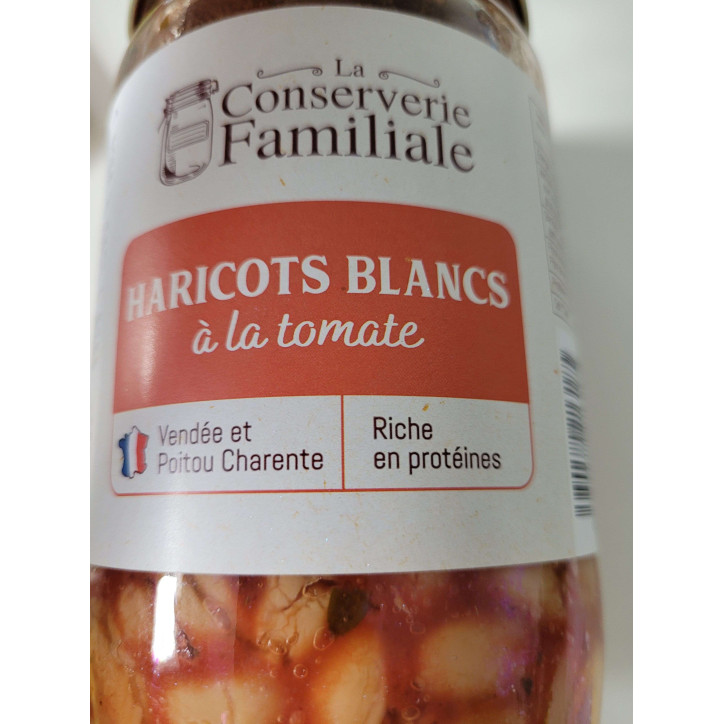 La
Conserverie
Familiale
HARICOTS BLANCS
à la tomate
Vendée et
Poitou Charente
Riche
en protéines